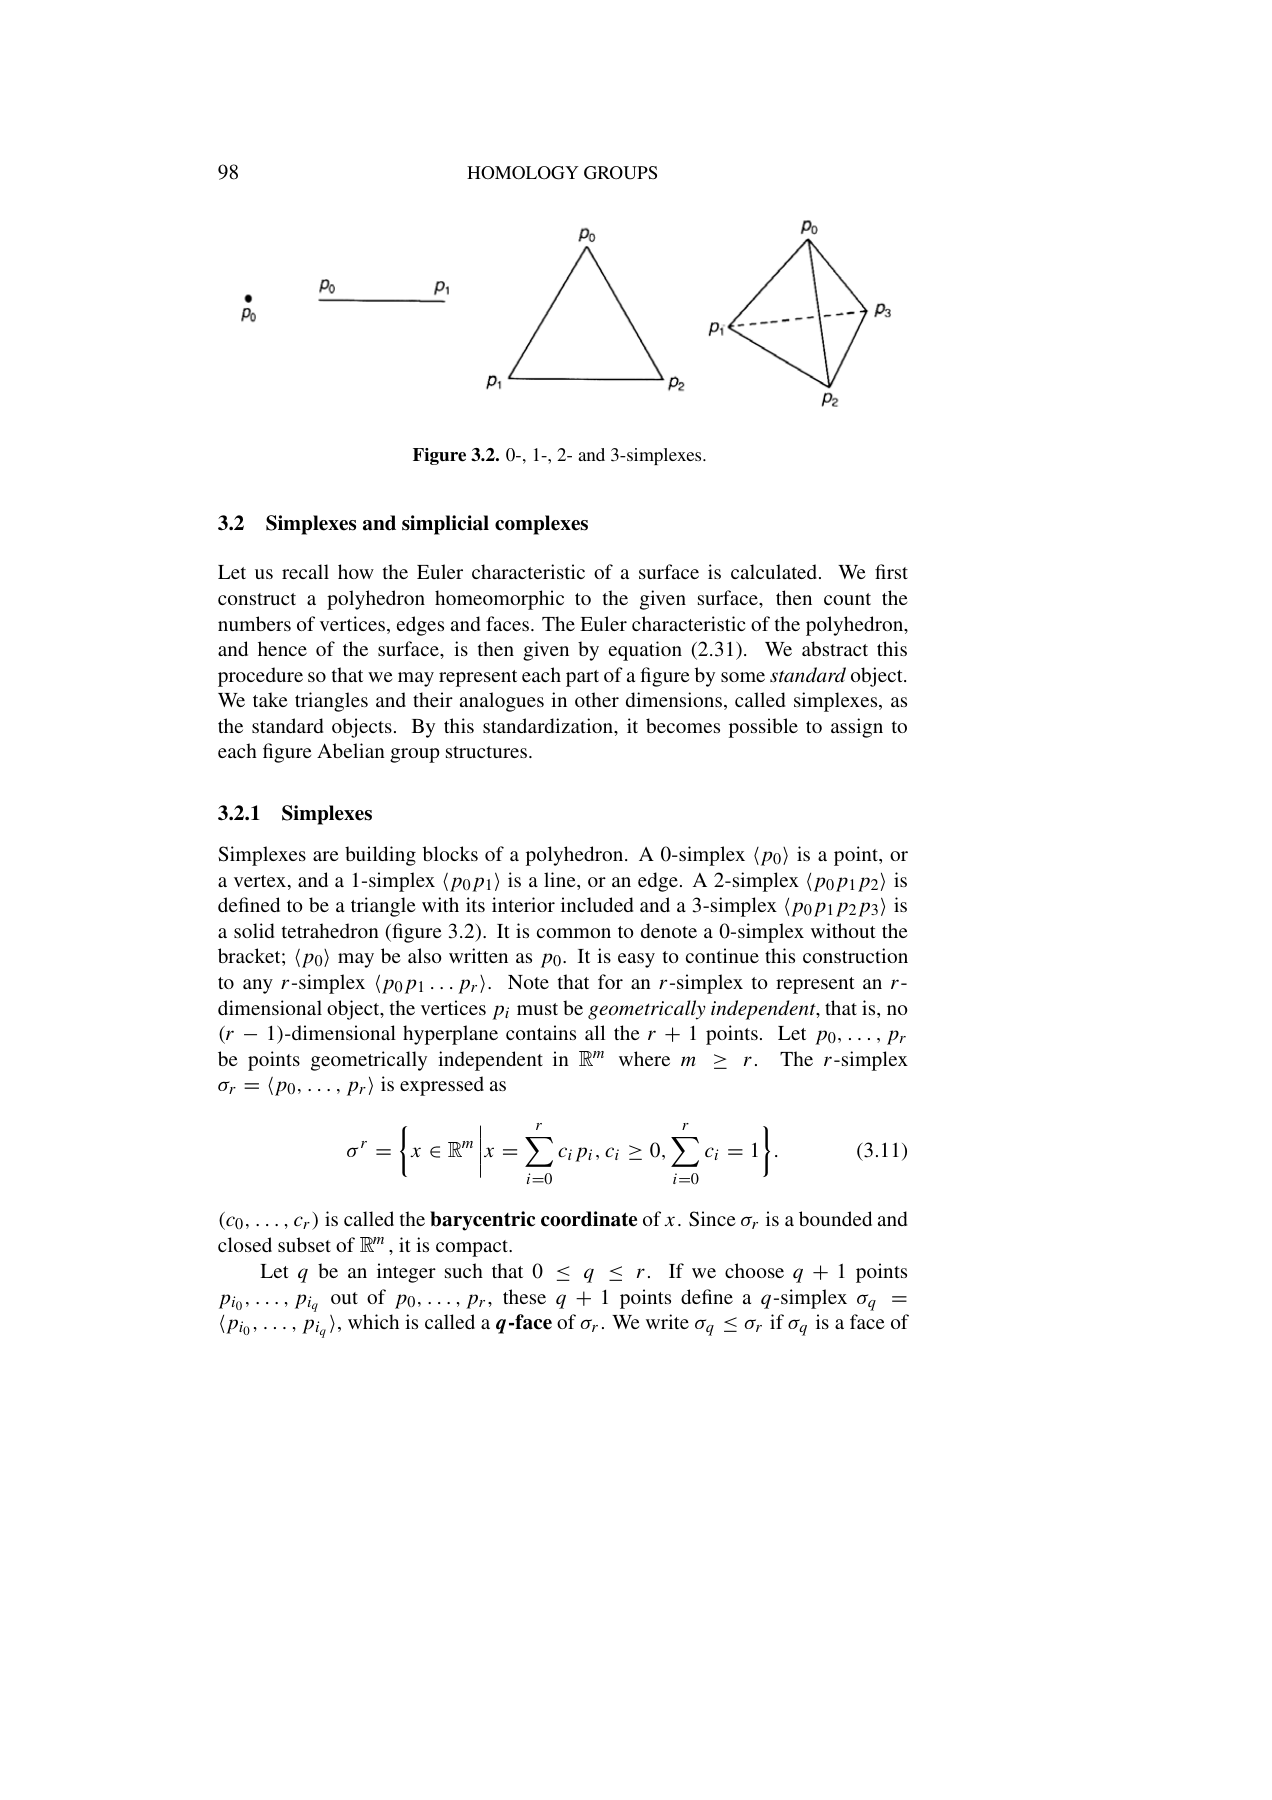 98 HOMOLOGY GROUPS
p0
p0 p1
p0
p1 p2
p0
p1 p3
p2
Figure 3.2. 0-, 1-, 2- and 3-simplexes.
3.2 Simplexes and simplicial complexes
Let us recall how the Euler characteristic of a surface is calculated. We first
construct a polyhedron homeomorphic to the given surface, then count the
numbers of vertices, edges and faces. The Euler characteristic of the polyhedron,
and hence of the surface, is then given by equation (2.31). We abstract this
procedure so that we may represent each part of a figure by some standard object.
We take triangles and their analogues in other dimensions, called simplexes, as
the standard objects. By this standardization, it becomes possible to assign to
each figure Abelian group structures.
3.2.1 Simplexes
Simplexes are building blocks of a polyhedron. A 0-simplex ⟨p0⟩ is a point, or
a vertex, and a 1-simplex ⟨p0 p1⟩ is a line, or an edge. A 2-simplex ⟨p0 p1 p2⟩ is
defined to be a triangle with its interior included and a 3-simplex ⟨p0 p1 p2 p3⟩ is
a solid tetrahedron (figure 3.2). It is common to denote a 0-simplex without the
bracket; ⟨p0⟩ may be also written as p0. It is easy to continue this construction
to any r-simplex ⟨p0 p1 . . . pr⟩. Note that for an r-simplex to represent an r-
dimensional object, the vertices pi must be geometrically independent, that is, no
(r − 1)-dimensional hyperplane contains all the r + 1 points. Let p0, . . . , pr
be points geometrically independent in ℝ^m where m ≥ r. The r-simplex
σr = ⟨p0, . . . , pr⟩ is expressed as
σ^r = { x ∈ ℝ^m | x = ∑_{i=0}^{r} ci pi, ci ≥ 0, ∑_{i=0}^{r} ci = 1 }. (3.11)
(c0, . . . , cr) is called the barycentric coordinate of x. Since σr is a bounded and
closed subset of ℝ^m, it is compact.
Let q be an integer such that 0 ≤ q ≤ r. If we choose q + 1 points
pi0, . . . , piq out of p0, . . . , pr, these q + 1 points define a q-simplex σq =
⟨pi0, . . . , piq⟩, which is called a q-face of σr. We write σq ≤ σr if σq is a face of